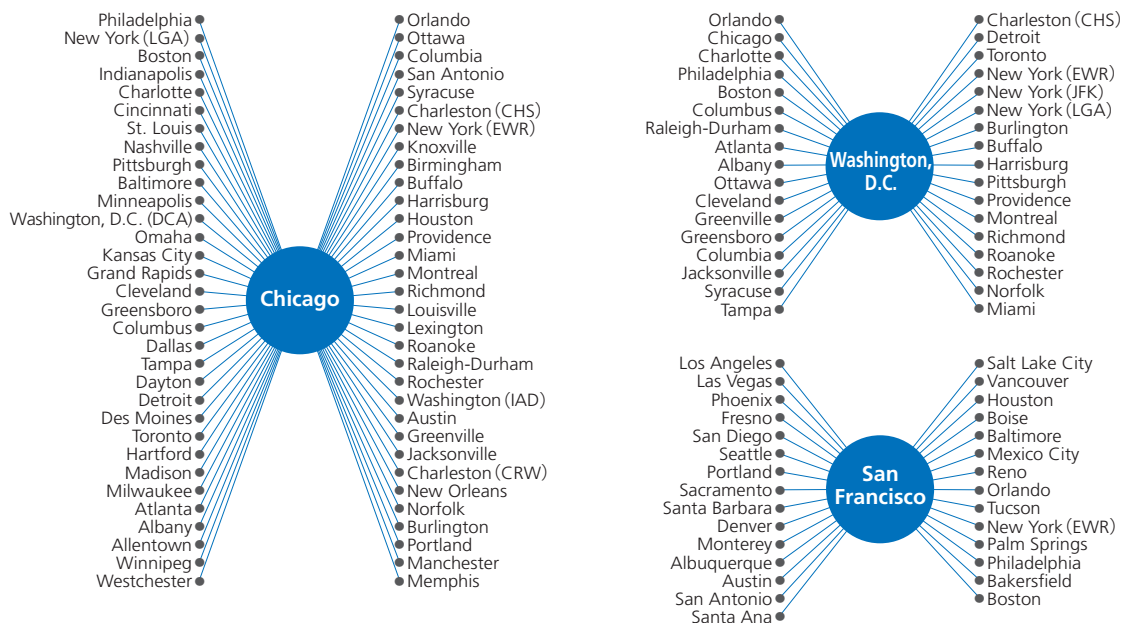 Philadelphia
New York (LGA)
Boston
Indianapolis
Charlotte
Cincinnati
St. Louis
Nashville
Pittsburgh
Baltimore
Minneapolis
Washington, D.C. (DCA)
Omaha
Kansas City
Grand Rapids
Cleveland
Greensboro
Columbus
Dallas
Tampa
Dayton
Detroit
Des Moines
Toronto
Hartford
Madison
Milwaukee
Atlanta
Albany
Allentown
Winnipeg
Westchester
Chicago
Orlando
Ottawa
Columbia
San Antonio
Syracuse
Charleston (CHS)
New York (EWR)
Knoxville
Birmingham
Buffalo
Harrisburg
Houston
Providence
Miami
Montreal
Richmond
Louisville
Lexington
Roanoke
Raleigh-Durham
Rochester
Washington (IAD)
Austin
Greenville
Jacksonville
Charleston (CRW)
New Orleans
Norfolk
Burlington
Portland
Manchester
Memphis
Orlando
Chicago
Charlotte
Philadelphia
Boston
Columbus
Raleigh-Durham
Atlanta
Albany
Ottawa
Cleveland
Greenville
Greensboro
Columbia
Jacksonville
Syracuse
Tampa
Washington,
D.C.
Charleston (CHS)
Detroit
Toronto
New York (EWR)
New York (JFK)
New York (LGA)
Burlington
Buffalo
Harrisburg
Pittsburgh
Providence
Montreal
Richmond
Roanoke
Rochester
Norfolk
Miami
Los Angeles
Las Vegas
Phoenix
Fresno
San Diego
Seattle
Portland
Sacramento
Santa Barbara
Denver
Monterey
Albuquerque
Austin
San Antonio
Santa Ana
San
Francisco
Salt Lake City
Vancouver
Houston
Boise
Baltimore
Mexico City
Reno
Orlando
Tucson
New York (EWR)
Palm Springs
Philadelphia
Bakersfield
Boston